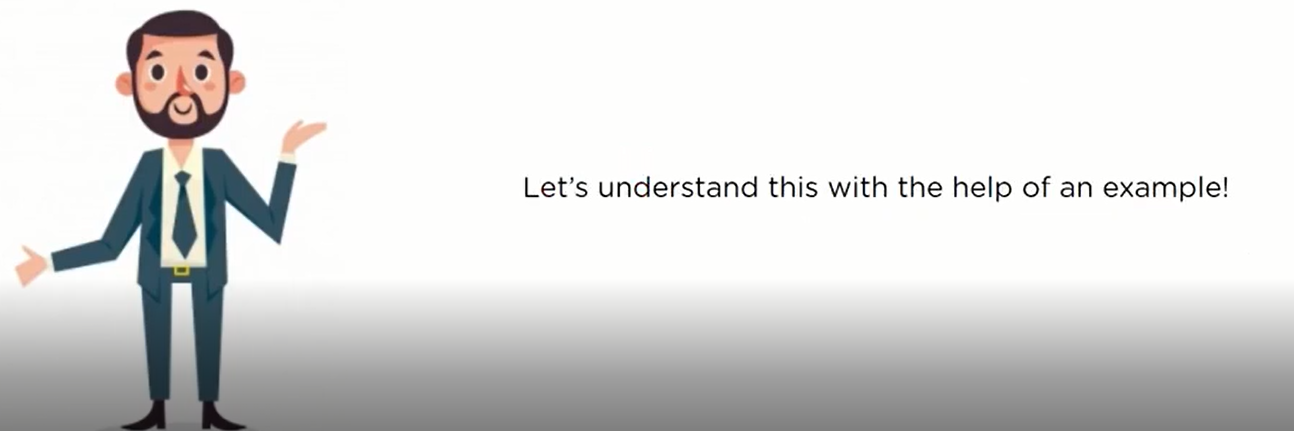 Let’s understand this with the help of an example!